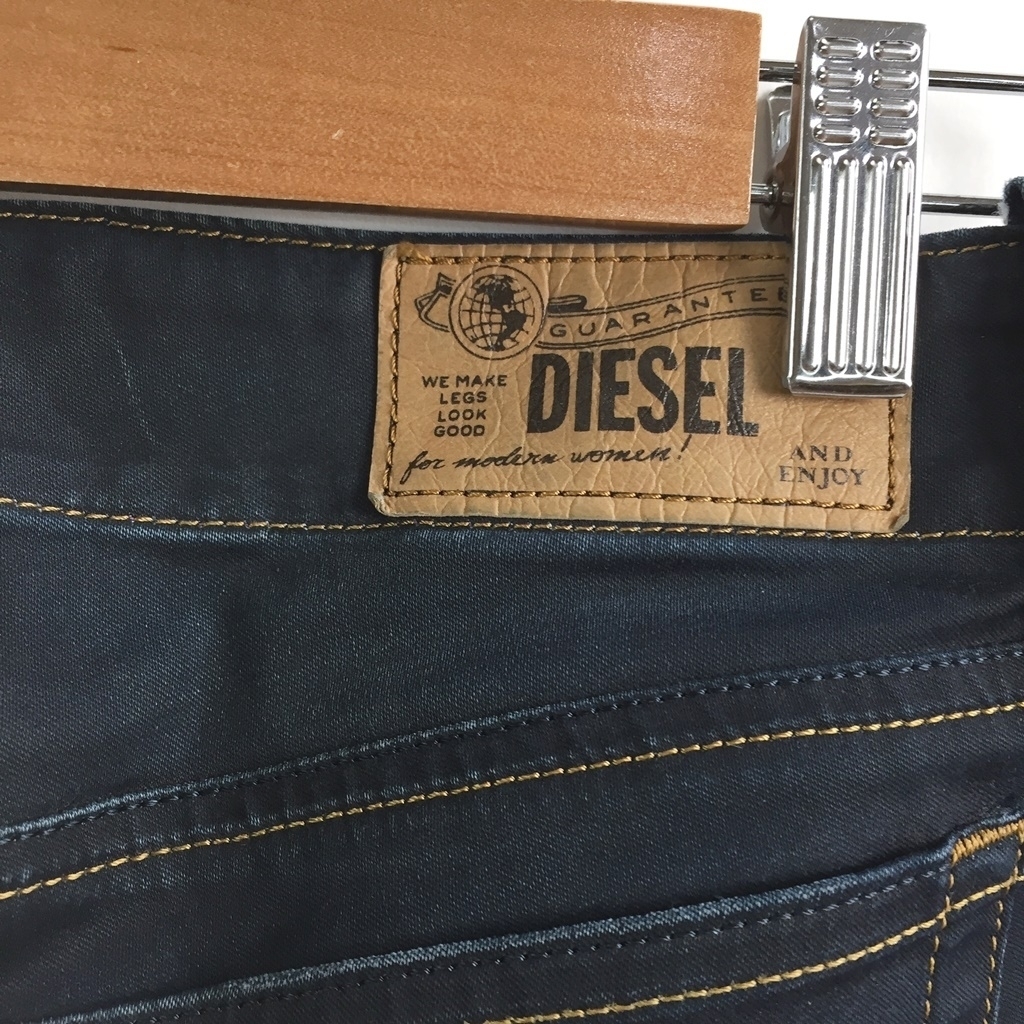 GUARANTEE
DIESEL
WE MAKE
LEGS
LOOK
GOOD
for modern women!
AND
ENJOY